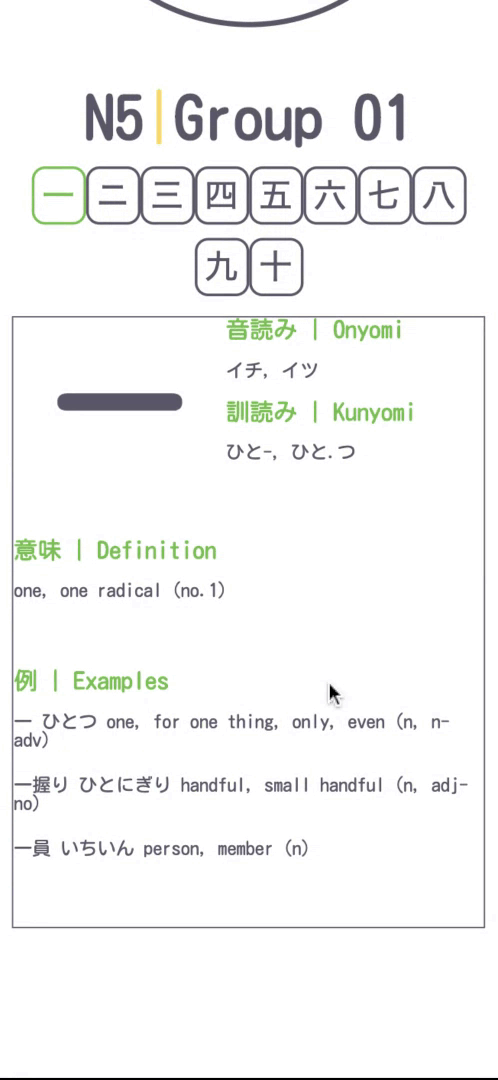 N5|Group 01
一 二 三 四 五 六 七 八
九 十
音読み | Onyomi
イチ, イツ
訓読み | Kunyomi
ひと-, ひと.つ
意味 | Definition
one, one radical (no.1)
例 | Examples
一 ひとつ one, for one thing, only, even (n, n-
adv)
一握り ひとにぎり handful, small handful (n, adj-
no)
一員 いちいん person, member (n)